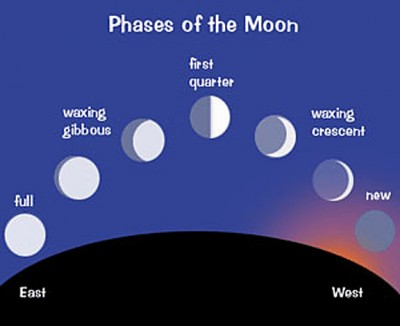 Phases of the Moon
first
quarter
waxing
gibbous
waxing
crescent
full
new
East
West